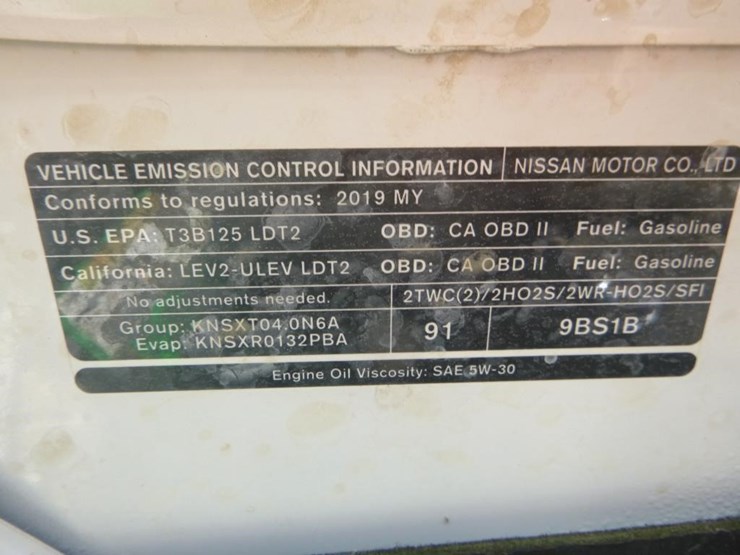 VEHICLE EMISSION CONTROL INFORMATION NISSAN MOTOR CO., LTD
Conforms to regulations: 2019 MY
U.S. EPA: T3B125 LDT2 OBD: CA OBD II Fuel: Gasoline
California: LEV2-ULEV LDT2 OBD: CA OBD II Fuel: Gasoline
No adjustments needed. 2TWC(2)/2HO2S/2WR-HO2S/SFI
Group: KNSXT04.0N6A 91 9BS1B
Evap: KNSXR0132PBA
Engine Oil Viscosity: SAE 5W-30